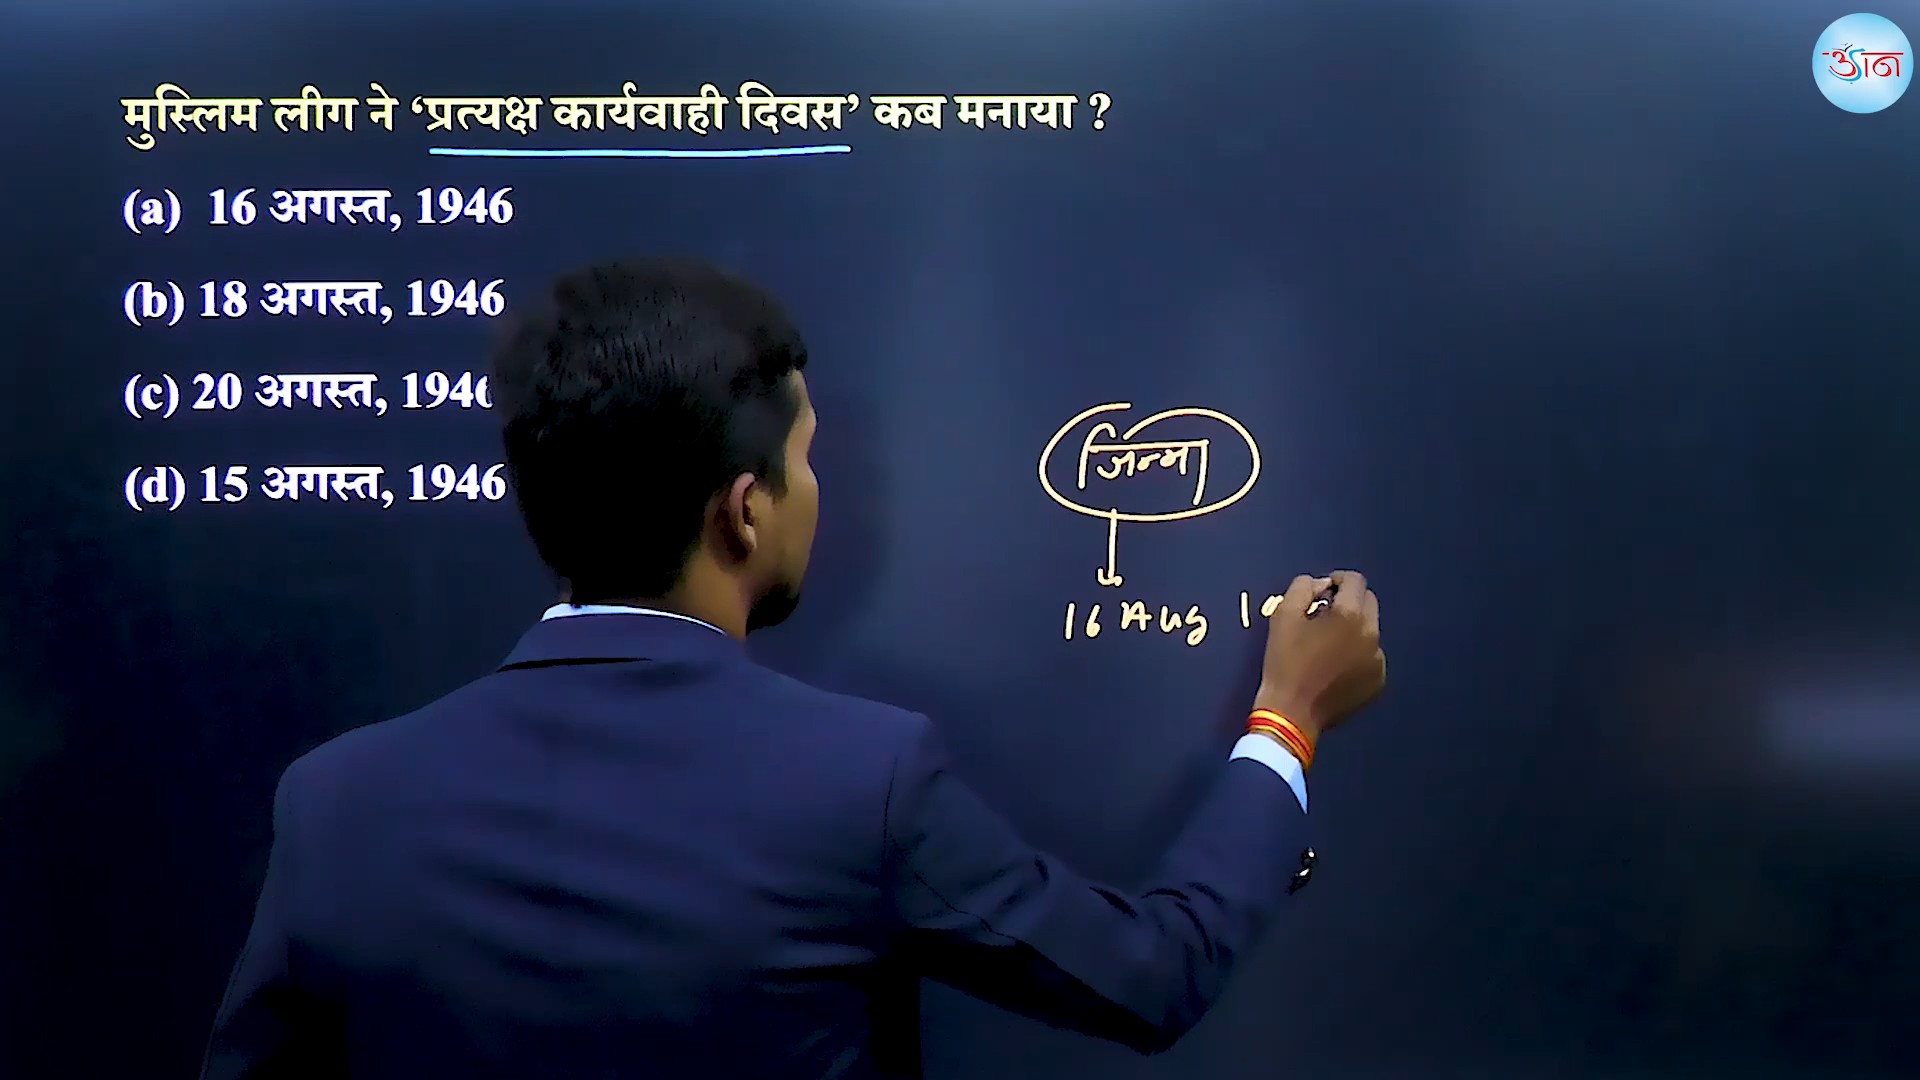 मुस्लिम लीग ने ‘प्रत्यक्ष कार्यवाही दिवस’ कब मनाया ?
(a) 16 अगस्त, 1946
(b) 18 अगस्त, 1946
(c) 20 अगस्त, 1946
(d) 15 अगस्त, 1946
जिन्ना
16 Aug